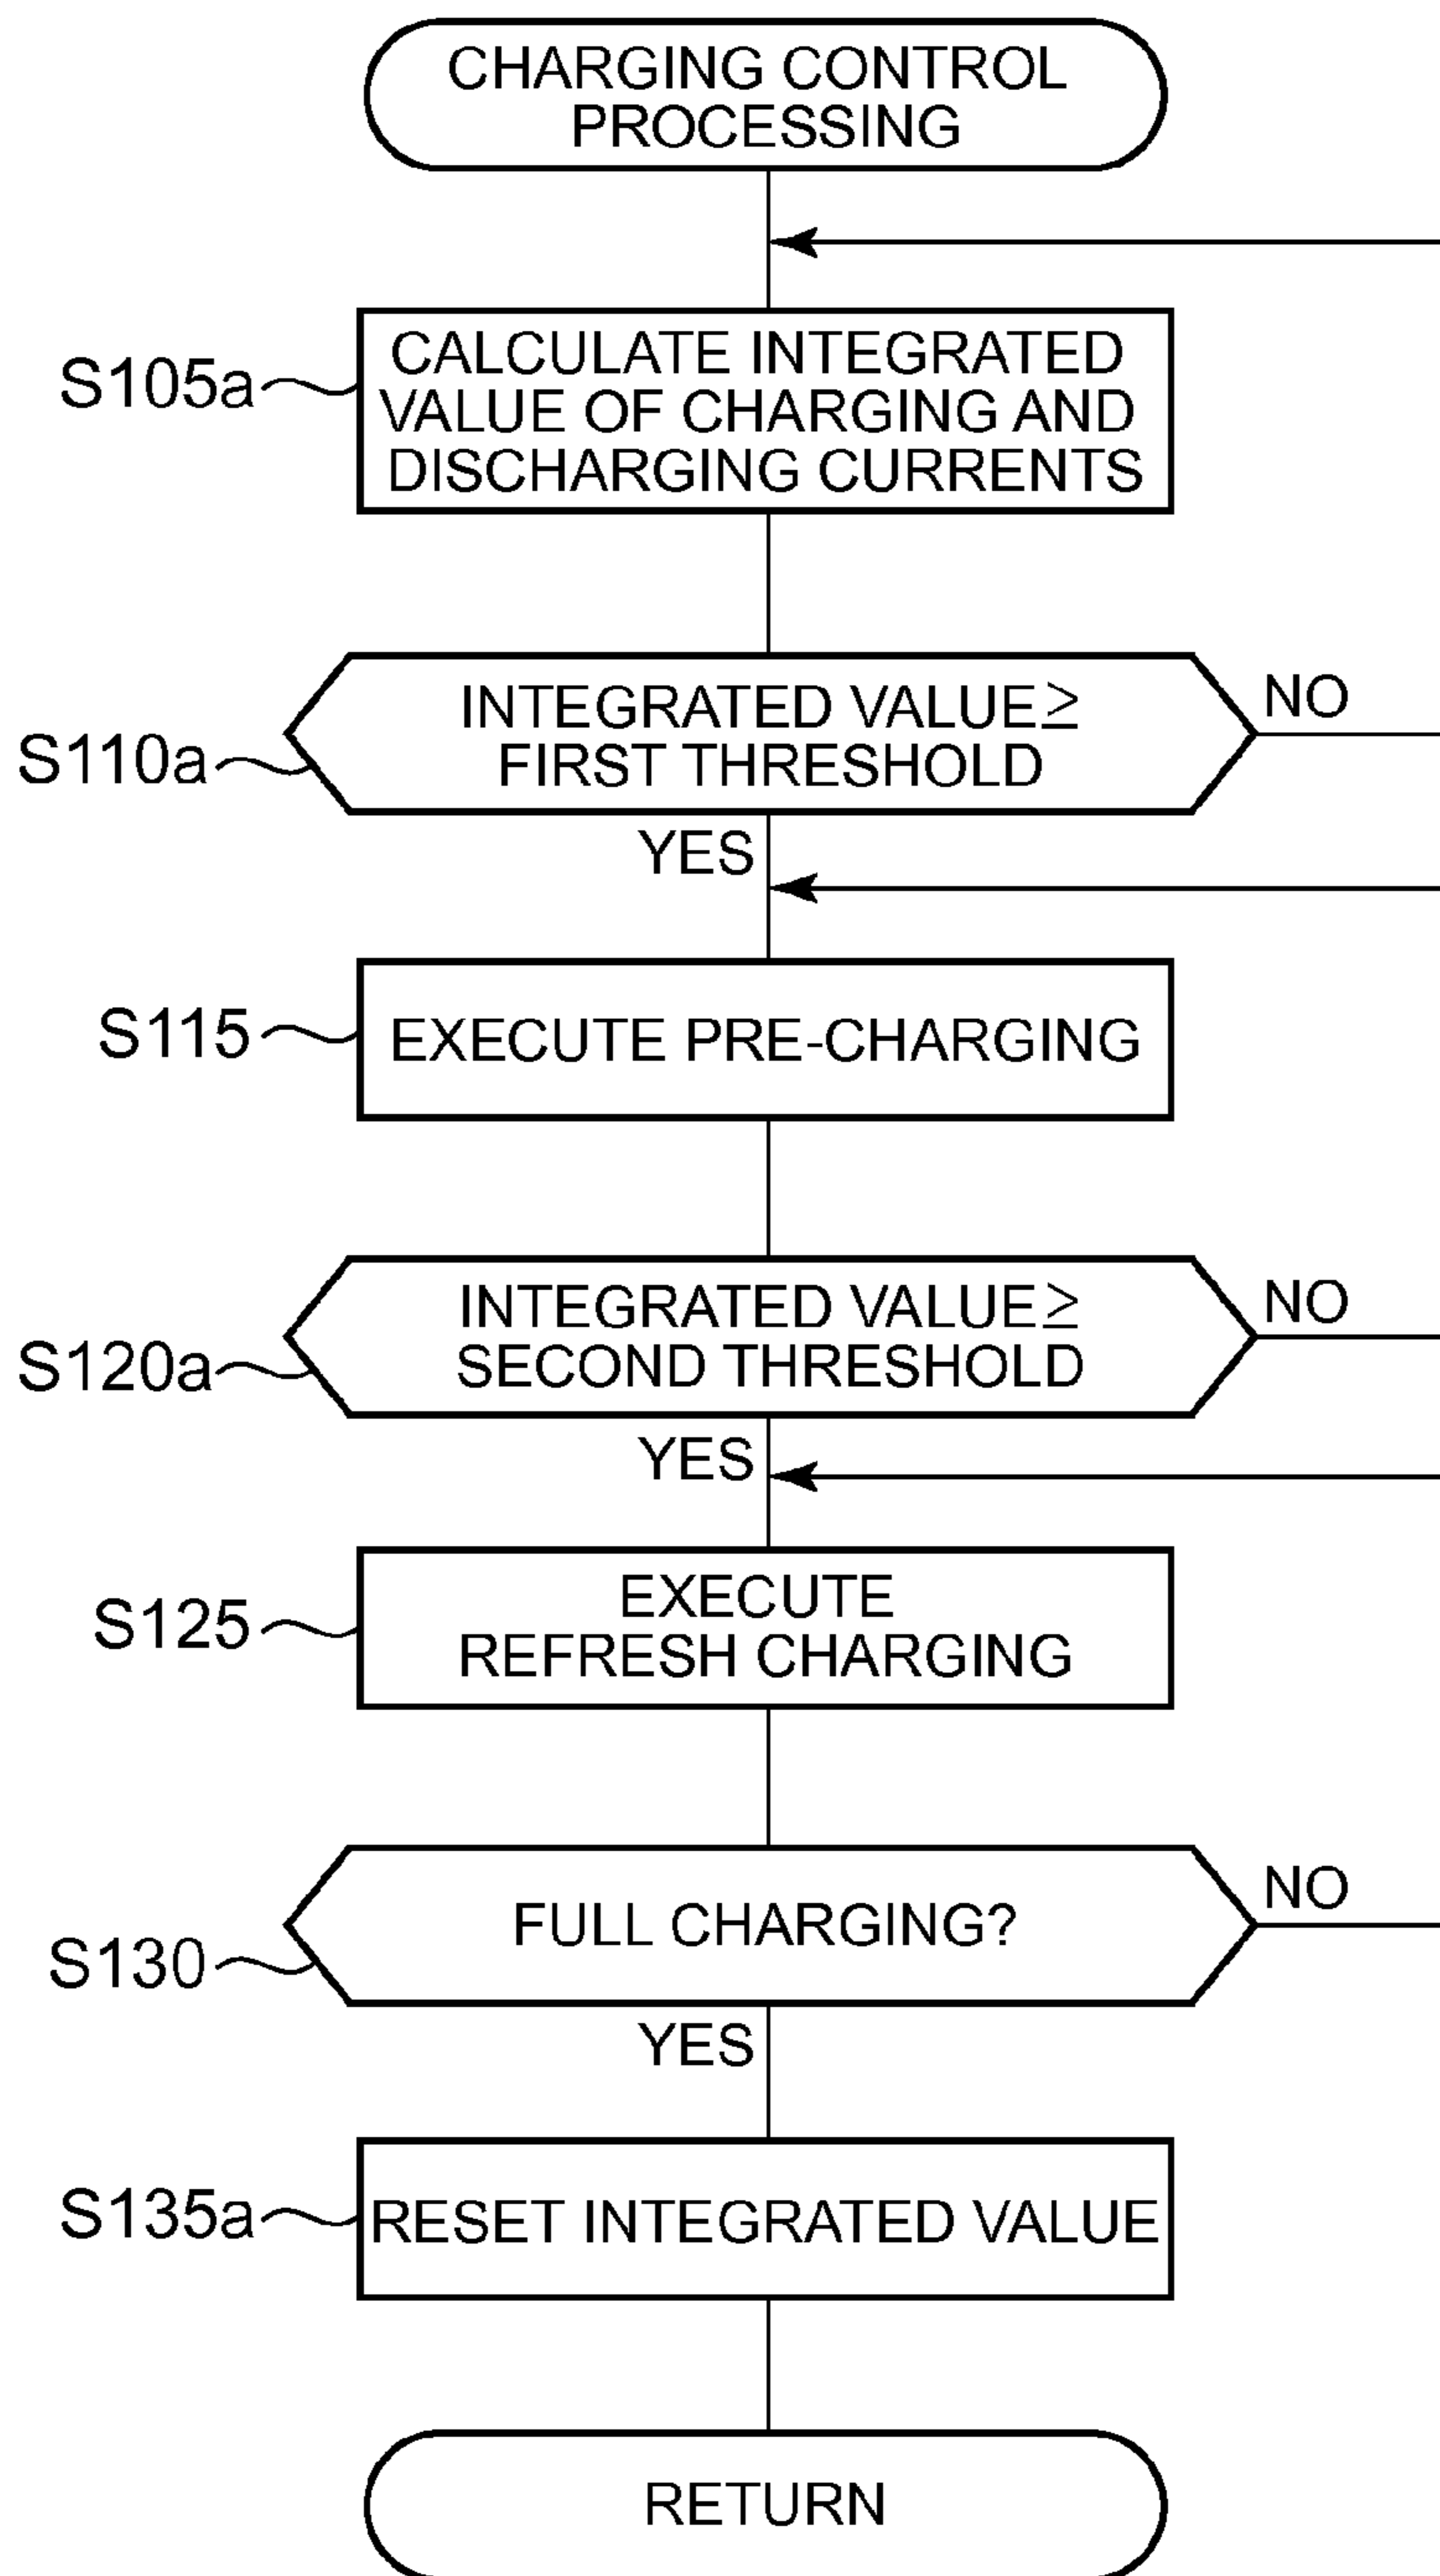 CHARGING CONTROL
PROCESSING
S105a
CALCULATE INTEGRATED
VALUE OF CHARGING AND
DISCHARGING CURRENTS
S110a
INTEGRATED VALUE≥
FIRST THRESHOLD
NO
YES
S115
EXECUTE PRE-CHARGING
S120a
INTEGRATED VALUE≥
SECOND THRESHOLD
NO
YES
S125
EXECUTE
REFRESH CHARGING
S130
FULL CHARGING?
NO
YES
S135a
RESET INTEGRATED VALUE
RETURN